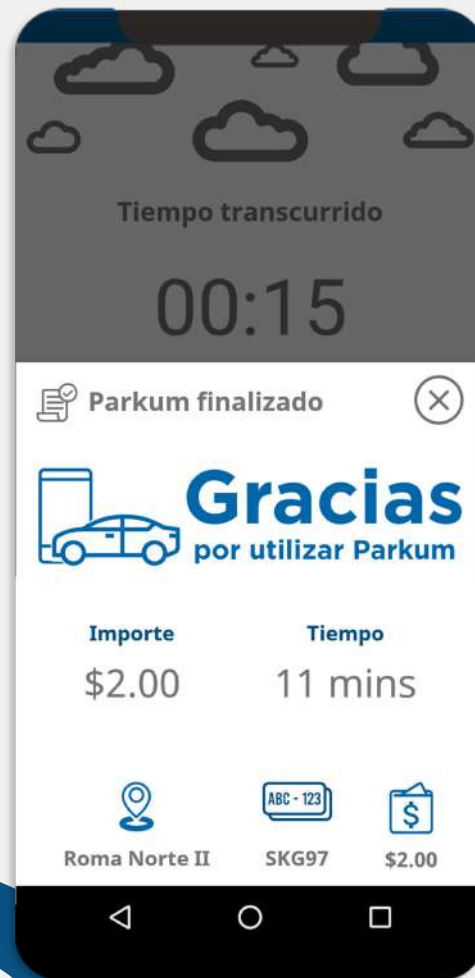 Tiempo transcurrido
00:15
Parkum finalizado
Gracias
por utilizar Parkum
Importe
Tiempo
$2.00
11 mins
ABC - 123
$
Roma Norte II
SKG97
$2.00